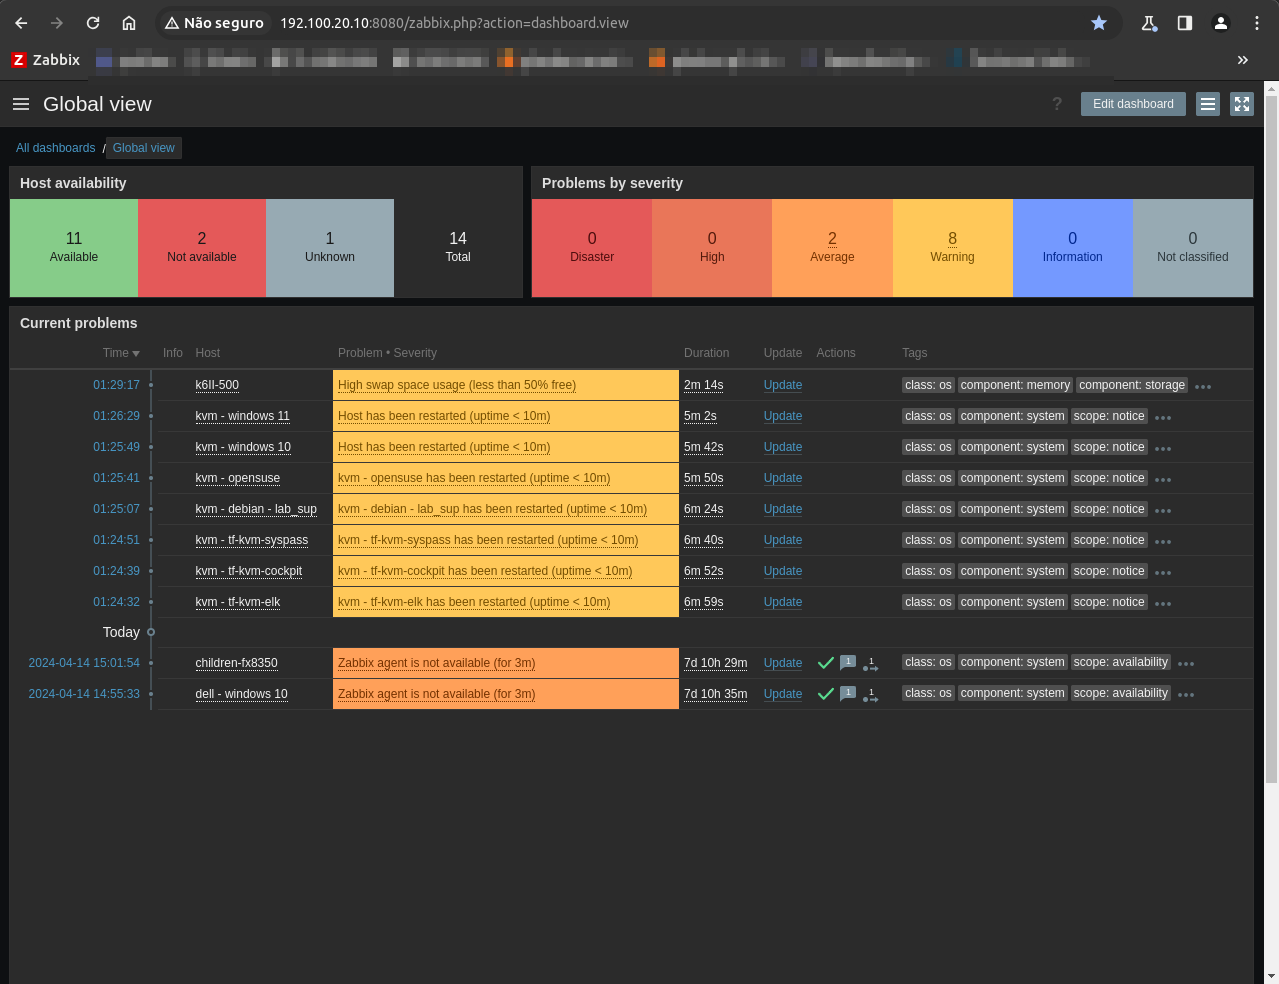 Não seguro 192.100.20.10:8080/zabbix.php?action=dashboard.view
Z Zabbix »
Global view ? Edit dashboard
All dashboards / Global view
Host availability
11 2 1 14
Available Not available Unknown Total
Problems by severity
0 0 2 8 0 0
Disaster High Average Warning Information Not classified
Current problems
Time Info Host Problem • Severity Duration Update Actions Tags
01:29:17 k6II-500 High swap space usage (less than 50% free) 2m 14s Update class: os component: memory component: storage •••
01:26:29 kvm - windows 11 Host has been restarted (uptime < 10m) 5m 2s Update class: os component: system scope: notice •••
01:25:49 kvm - windows 10 Host has been restarted (uptime < 10m) 5m 42s Update class: os component: system scope: notice •••
01:25:41 kvm - opensuse kvm - opensuse has been restarted (uptime < 10m) 5m 50s Update class: os component: system scope: notice •••
01:25:07 kvm - debian - lab_sup kvm - debian - lab_sup has been restarted (uptime < 10m) 6m 24s Update class: os component: system scope: notice •••
01:24:51 kvm - tf-kvm-syspass kvm - tf-kvm-syspass has been restarted (uptime < 10m) 6m 40s Update class: os component: system scope: notice •••
01:24:39 kvm - tf-kvm-cockpit kvm - tf-kvm-cockpit has been restarted (uptime < 10m) 6m 52s Update class: os component: system scope: notice •••
01:24:32 kvm - tf-kvm-elk kvm - tf-kvm-elk has been restarted (uptime < 10m) 6m 59s Update class: os component: system scope: notice •••
Today
2024-04-14 15:01:54 children-fx8350 Zabbix agent is not available (for 3m) 7d 10h 29m Update 1 1 class: os component: system scope: availability •••
2024-04-14 14:55:33 dell - windows 10 Zabbix agent is not available (for 3m) 7d 10h 35m Update 1 1 class: os component: system scope: availability •••